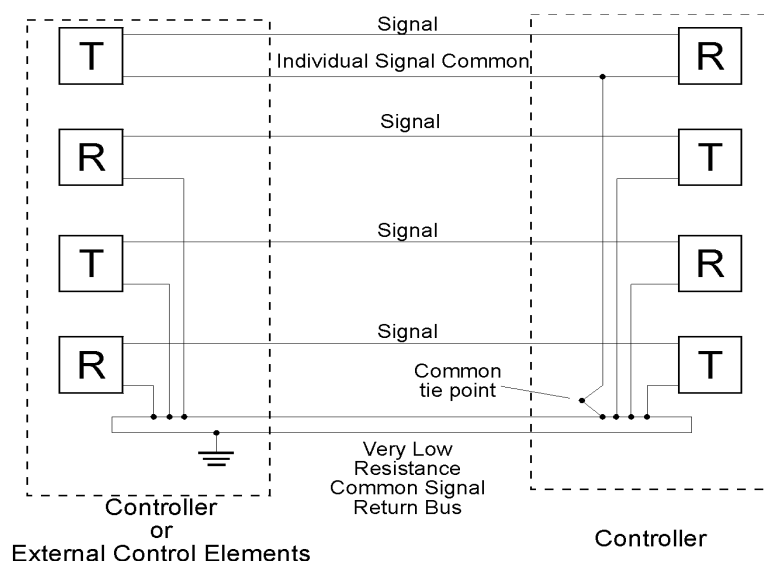 Signal
T
Individual Signal Common
R
Signal
R
T
Signal
T
R
Signal
R
T
Common
tie point
Very Low
Resistance
Common Signal
Return Bus
Controller
or
External Control Elements
Controller